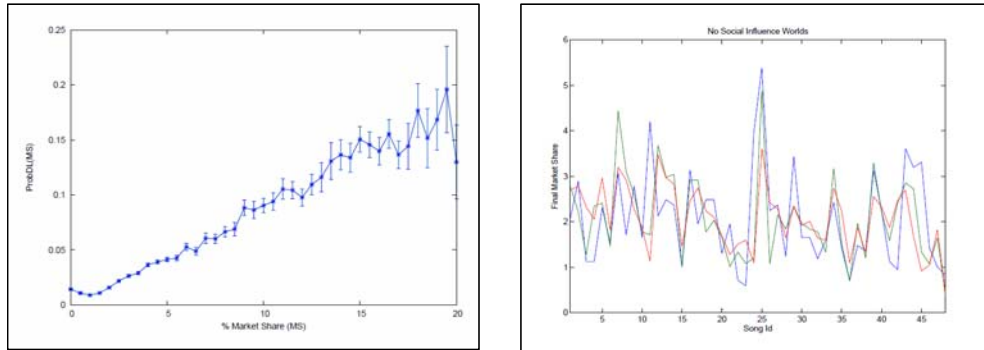 0.25
0.2
0.15
0.1
0.05
0
ProbDL(MS)
0 5 10 15 20
% Market Share (MS)
No Social Influence Worlds
6
5
4
3
2
1
0
Final Market Share
5 10 15 20 25 30 35 40 45
Song Id